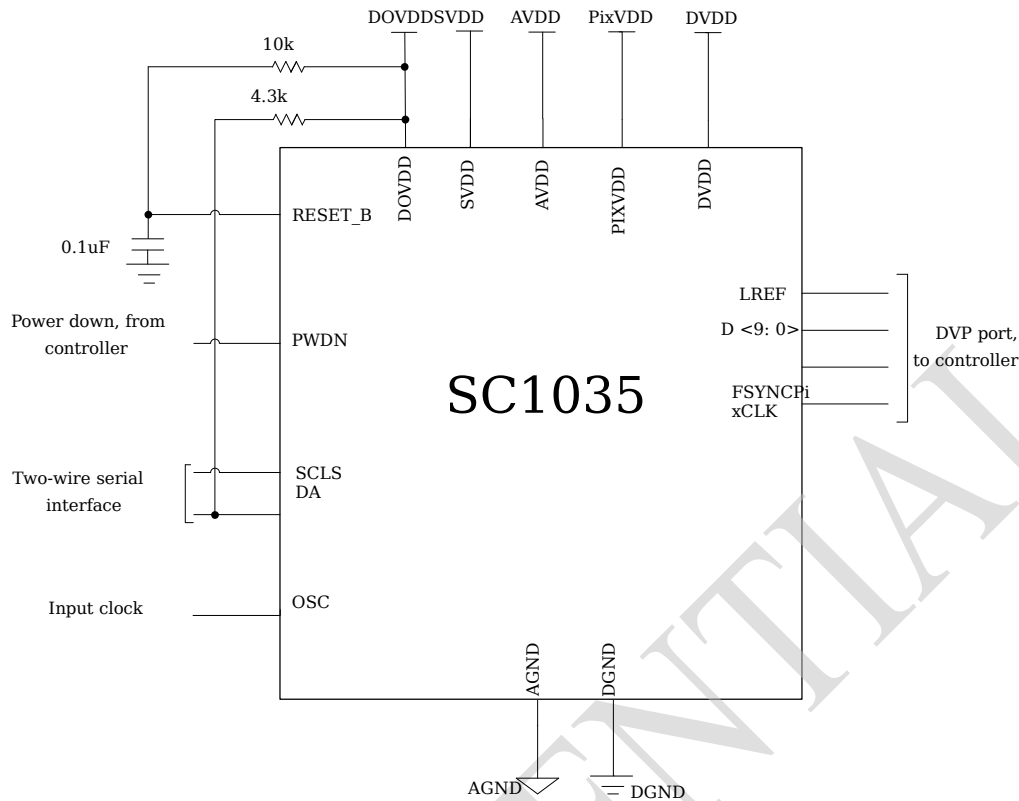 DOVDDSVDD AVDD PixVDD DVDD
10k
4.3k
DOVDD
SVDD
AVDD
PIXVDD
DVDD
RESET_B
0.1uF
Power down, from
controller
PWDN
LREF
D <9: 0>
FSYNCPi
xCLK
DVP port,
to controller
SC1035
Two-wire serial
interface
SCLS
DA
Input clock
OSC
AGND
DGND
AGND
DGND